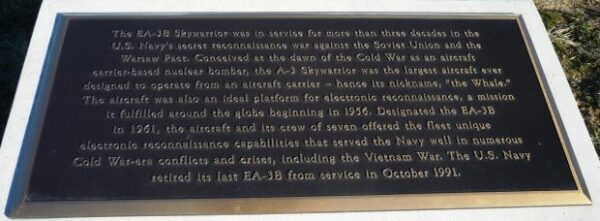 The EA-3B Skywarrior was in service for more than three decades in the
U.S. Navy's secret reconnaissance war against the Soviet Union and the
Warsaw Pact. Conceived at the dawn of the Cold War as an aircraft
carrier-based nuclear bomber, the A-3 Skywarrior was the largest aircraft ever
designed to operate from an aircraft carrier – hence its nickname, "the Whale."
The aircraft was also an ideal platform for electronic reconnaissance, a mission
it fulfilled around the globe beginning in 1956. Designated the EA-3B
in 1961, the aircraft and its crew of seven offered the fleet unique
electronic reconnaissance capabilities that served the Navy well in numerous
Cold War-era conflicts and crises, including the Vietnam War. The U.S. Navy
retired its last EA-3B from service in October 1991.